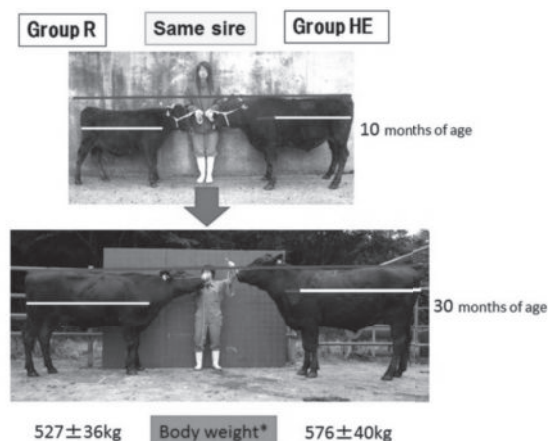 Group R Same sire Group HE
10 months of age
30 months of age
527±36kg Body weight* 576±40kg